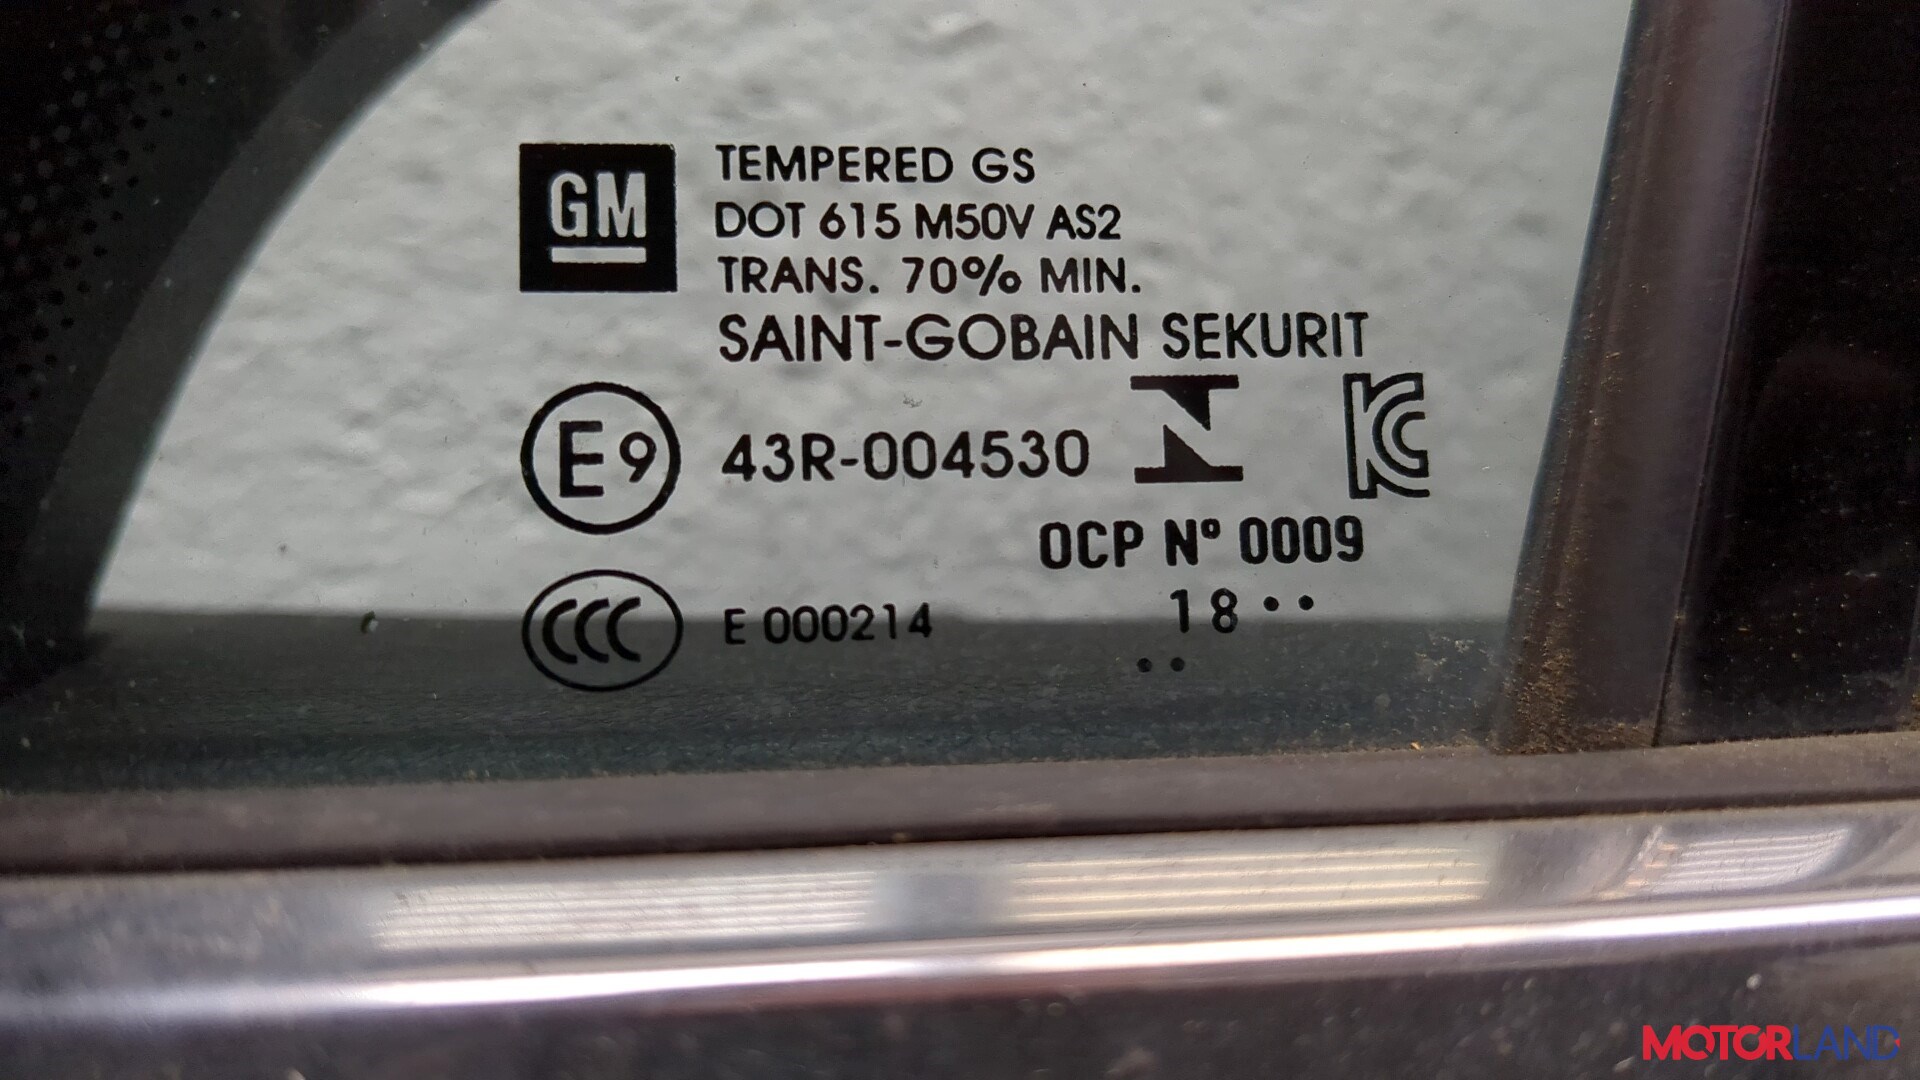 GM
TEMPERED GS
DOT 615 M50V AS2
TRANS. 70% MIN.
SAINT-GOBAIN SEKURIT
E9 43R-004530
OCP Nº 0009
CCC E 000214
18 ··
··
MOTORLAND